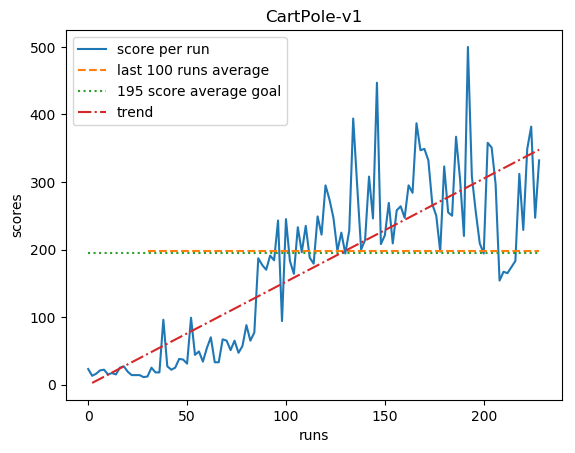 CartPole-v1
500
400
300
200
100
0
scores
score per run
last 100 runs average
195 score average goal
trend
0
50
100
150
200
runs